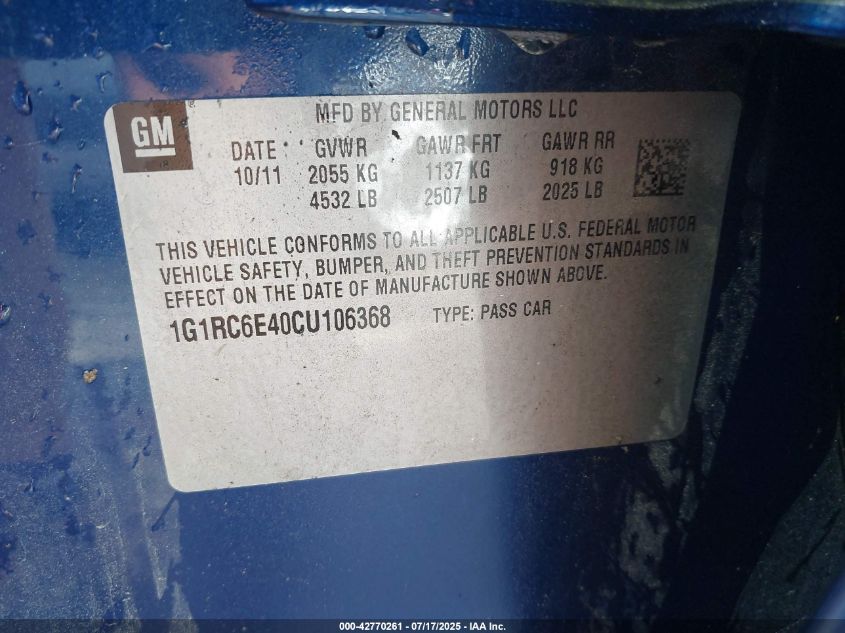 GM
MFD BY GENERAL MOTORS LLC
DATE GVWR GAWR FRT GAWR RR
10/11 2055 KG 1137 KG 918 KG
4532 LB 2507 LB 2025 LB
THIS VEHICLE CONFORMS TO ALL APPLICABLE U.S. FEDERAL MOTOR
VEHICLE SAFETY, BUMPER, AND THEFT PREVENTION STANDARDS IN
EFFECT ON THE DATE OF MANUFACTURE SHOWN ABOVE.
1G1RC6E40CU106368 TYPE: PASS CAR
000-42770261 - 07/17/2025 - IAA Inc.